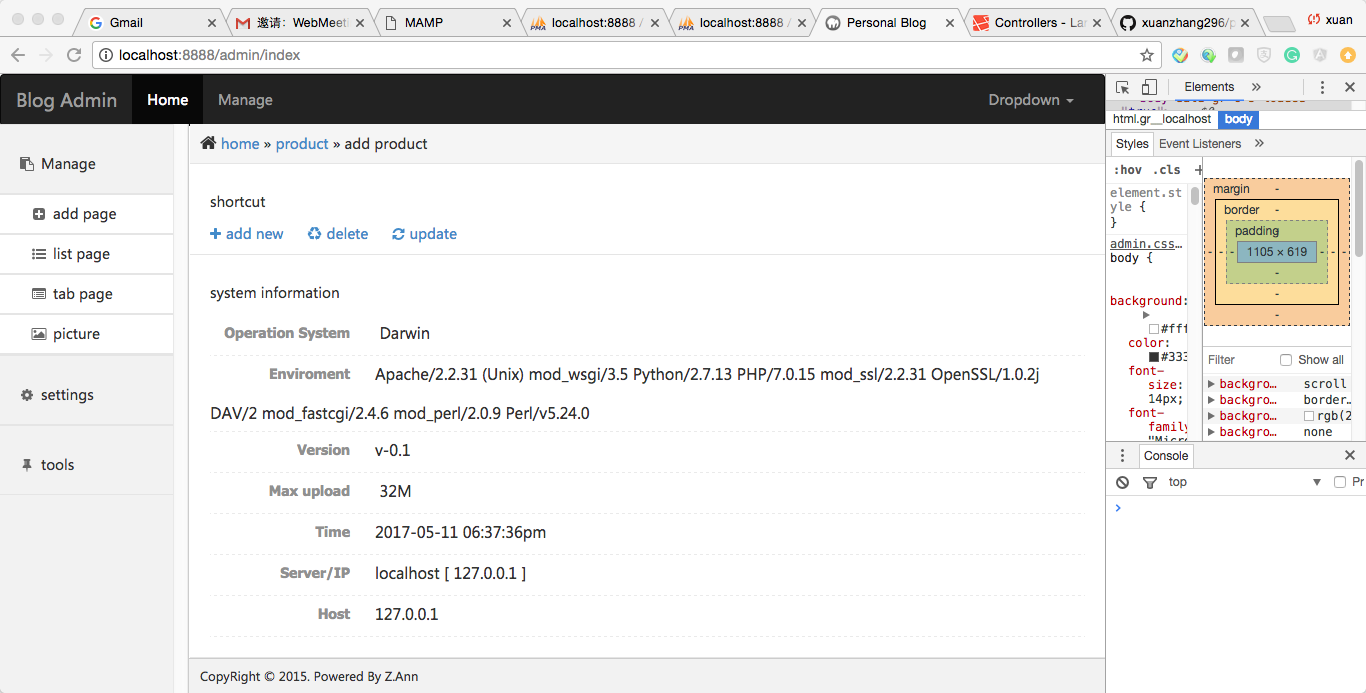 Gmail
邀请：WebMeeti
MAMP
localhost:8888 /
localhost:8888 /
Personal Blog
Controllers - Lar
xuanzhang296/p
xuan
localhost:8888/admin/index
Blog Admin
Home
Manage
Dropdown
Manage
add page
list page
tab page
picture
settings
tools
home » product » add product
shortcut
add new
delete
update
system information
Operation System Darwin
Enviroment Apache/2.2.31 (Unix) mod_wsgi/3.5 Python/2.7.13 PHP/7.0.15 mod_ssl/2.2.31 OpenSSL/1.0.2j
DAV/2 mod_fastcgi/2.4.6 mod_perl/2.0.9 Perl/v5.24.0
Version v-0.1
Max upload 32M
Time 2017-05-11 06:37:36pm
Server/IP localhost [ 127.0.0.1 ]
Host 127.0.0.1
CopyRight © 2015. Powered By Z.Ann
Elements »
html.gr__localhost body
Styles Event Listeners »
:hov .cls +
element.st
yle {
}
admin.css…
body {
background:
#fff
color:
#333
font-
size:
14px;
font-
family
"Micro
margin -
border -
padding
1105 × 619
-
-
-
Filter Show all
backgro… scroll
backgro… border…
backgro… rgb(2
backgro… none
Console
top Pr